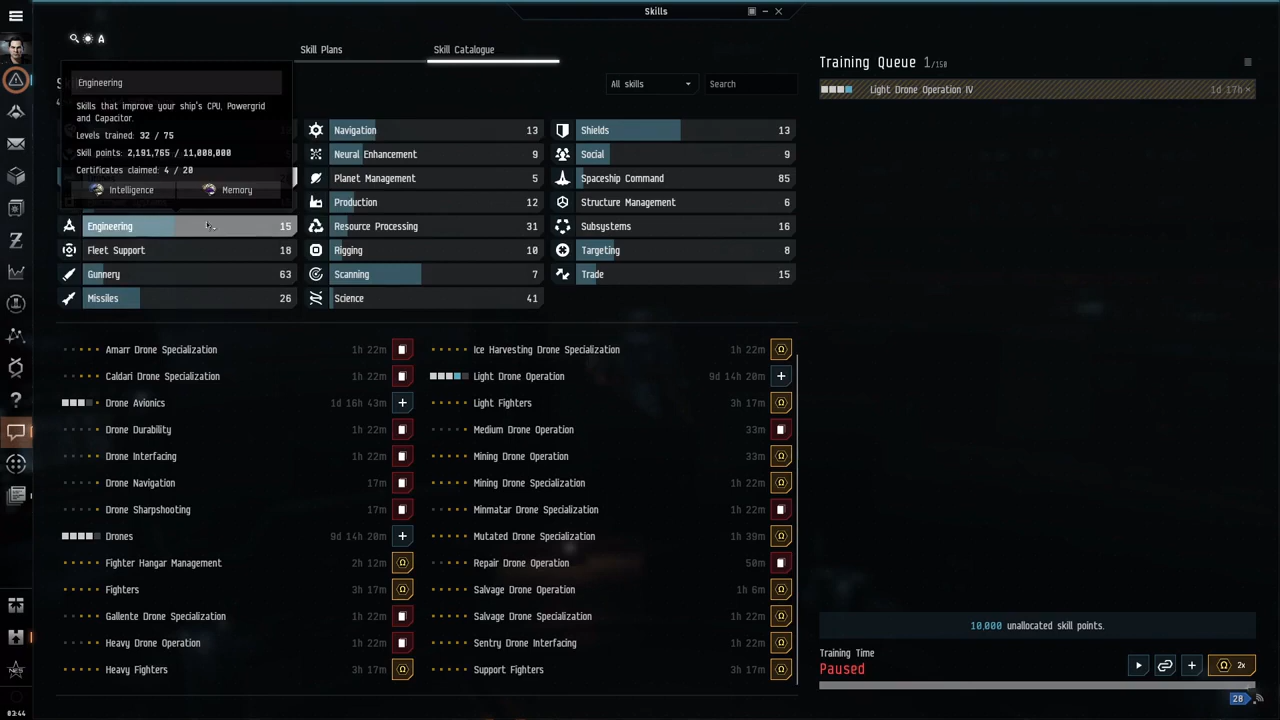 Skills
A
Skill Plans
Skill Catalogue
Engineering
Skills that improve your ship's CPU, Powergrid
and Capacitor.
Levels trained: 32 / 75
Skill points: 2,191,765 / 11,008,000
Certificates claimed: 4 / 20
Intelligence
Memory
All skills
Search
Navigation 13
Shields 13
Neural Enhancement 9
Social 9
Planet Management 5
Spaceship Command 85
Production 12
Structure Management 6
Engineering 15
Resource Processing 31
Subsystems 16
Fleet Support 18
Rigging 10
Targeting 8
Gunnery 63
Scanning 7
Trade 15
Missiles 26
Science 41
Amarr Drone Specialization 1h 22m
Ice Harvesting Drone Specialization 1h 22m
Caldari Drone Specialization 1h 22m
Light Drone Operation 9d 14h 20m
Drone Avionics 1d 16h 43m
Light Fighters 3h 17m
Drone Durability 1h 22m
Medium Drone Operation 33m
Drone Interfacing 1h 22m
Mining Drone Operation 33m
Drone Navigation 17m
Mining Drone Specialization 1h 22m
Drone Sharpshooting 17m
Minmatar Drone Specialization 1h 22m
Drones 9d 14h 20m
Mutated Drone Specialization 1h 39m
Fighter Hangar Management 2h 12m
Repair Drone Operation 50m
Fighters 3h 17m
Salvage Drone Operation 1h 6m
Gallente Drone Specialization 1h 22m
Salvage Drone Specialization 1h 22m
Heavy Drone Operation 1h 22m
Sentry Drone Interfacing 1h 22m
Heavy Fighters 3h 17m
Support Fighters 3h 17m
Training Queue 1/150
Light Drone Operation IV 1d 17h
10,000 unallocated skill points.
Training Time
Paused
Ω 2x
28
03:44